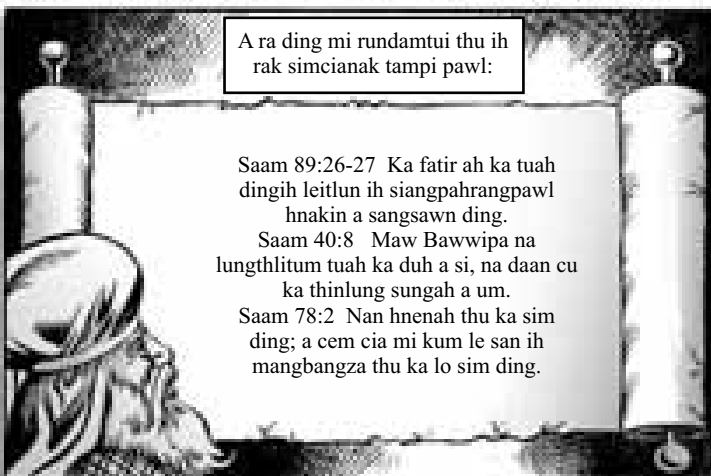 A ra ding mi rundamtui thu ih
rak simcianak tampi pawl:
Saam 89:26-27 Ka fatir ah ka tuah
dingih leitlun ih siangpahrangpawl
hnakin a sangsawn ding.
Saam 40:8 Maw Bawwipa na
lungthlitum tuah ka duh a si, na daan cu
ka thinlung sungah a um.
Saam 78:2 Nan hnenah thu ka sim
ding; a cem cia mi kum le san ih
mangbangza thu ka lo sim ding.